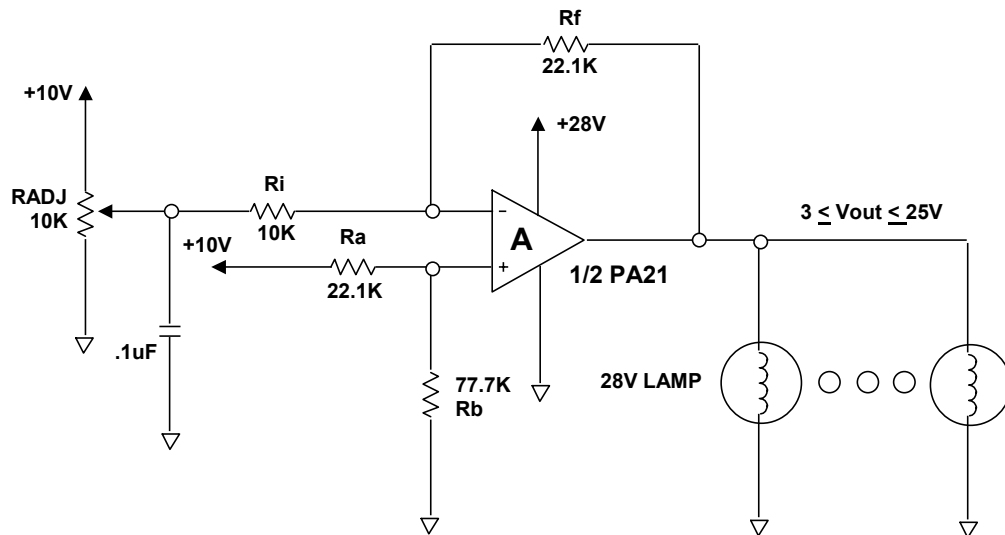 Rf
22.1K
+10V
+28V
RADJ
10K
Ri
10K
+10V
Ra
22.1K
−
A
+
1/2 PA21
3 ≤ Vout ≤ 25V
.1uF
77.7K
Rb
28V LAMP